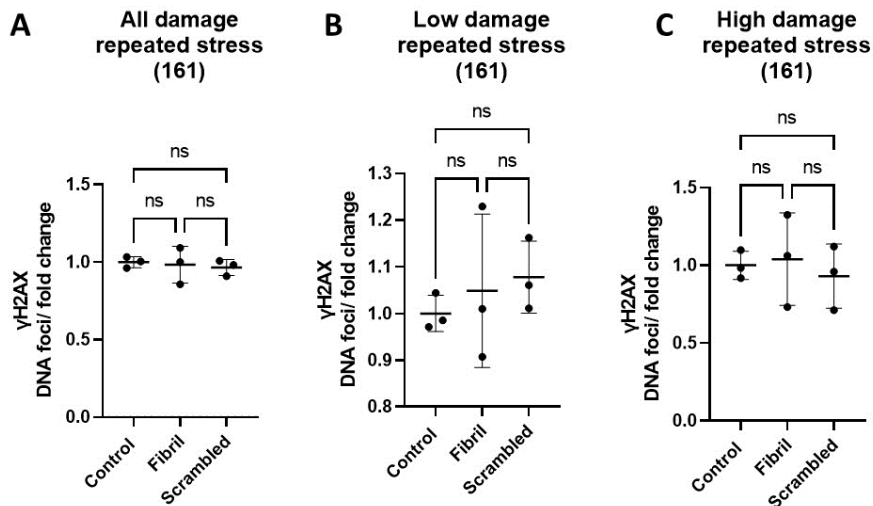 A
All damage
repeated stress
(161)
ns
ns
ns
1.5
1.0
0.5
0.0
γH2AX
DNA foci/ fold change
Control
Fibril
Scrambled
B
Low damage
repeated stress
(161)
ns
ns
ns
1.3
1.2
1.1
1.0
0.9
0.8
γH2AX
DNA foci/ fold change
Control
Fibril
Scrambled
C
High damage
repeated stress
(161)
ns
ns
ns
1.5
1.0
0.5
0.0
γH2AX
DNA foci/ fold change
Control
Fibril
Scrambled